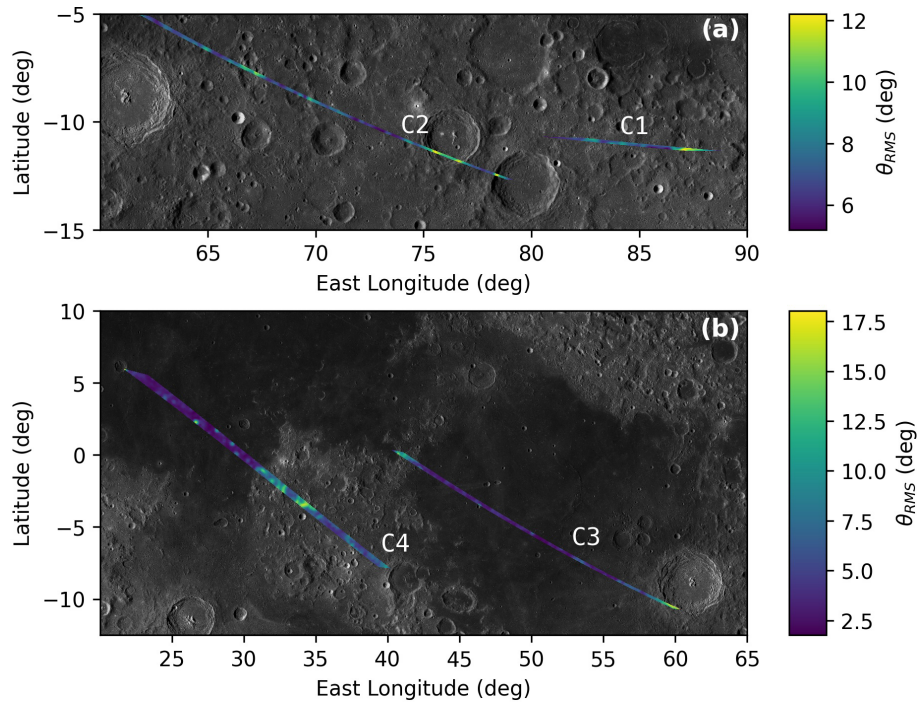 (a)
C2
C1
−5
−10
−15
Latitude (deg)
65
70
75
80
85
90
East Longitude (deg)
12
10
8
6
θRMS (deg)
(b)
C4
C3
10
5
0
−5
−10
Latitude (deg)
25
30
35
40
45
50
55
60
65
East Longitude (deg)
17.5
15.0
12.5
10.0
7.5
5.0
2.5
θRMS (deg)